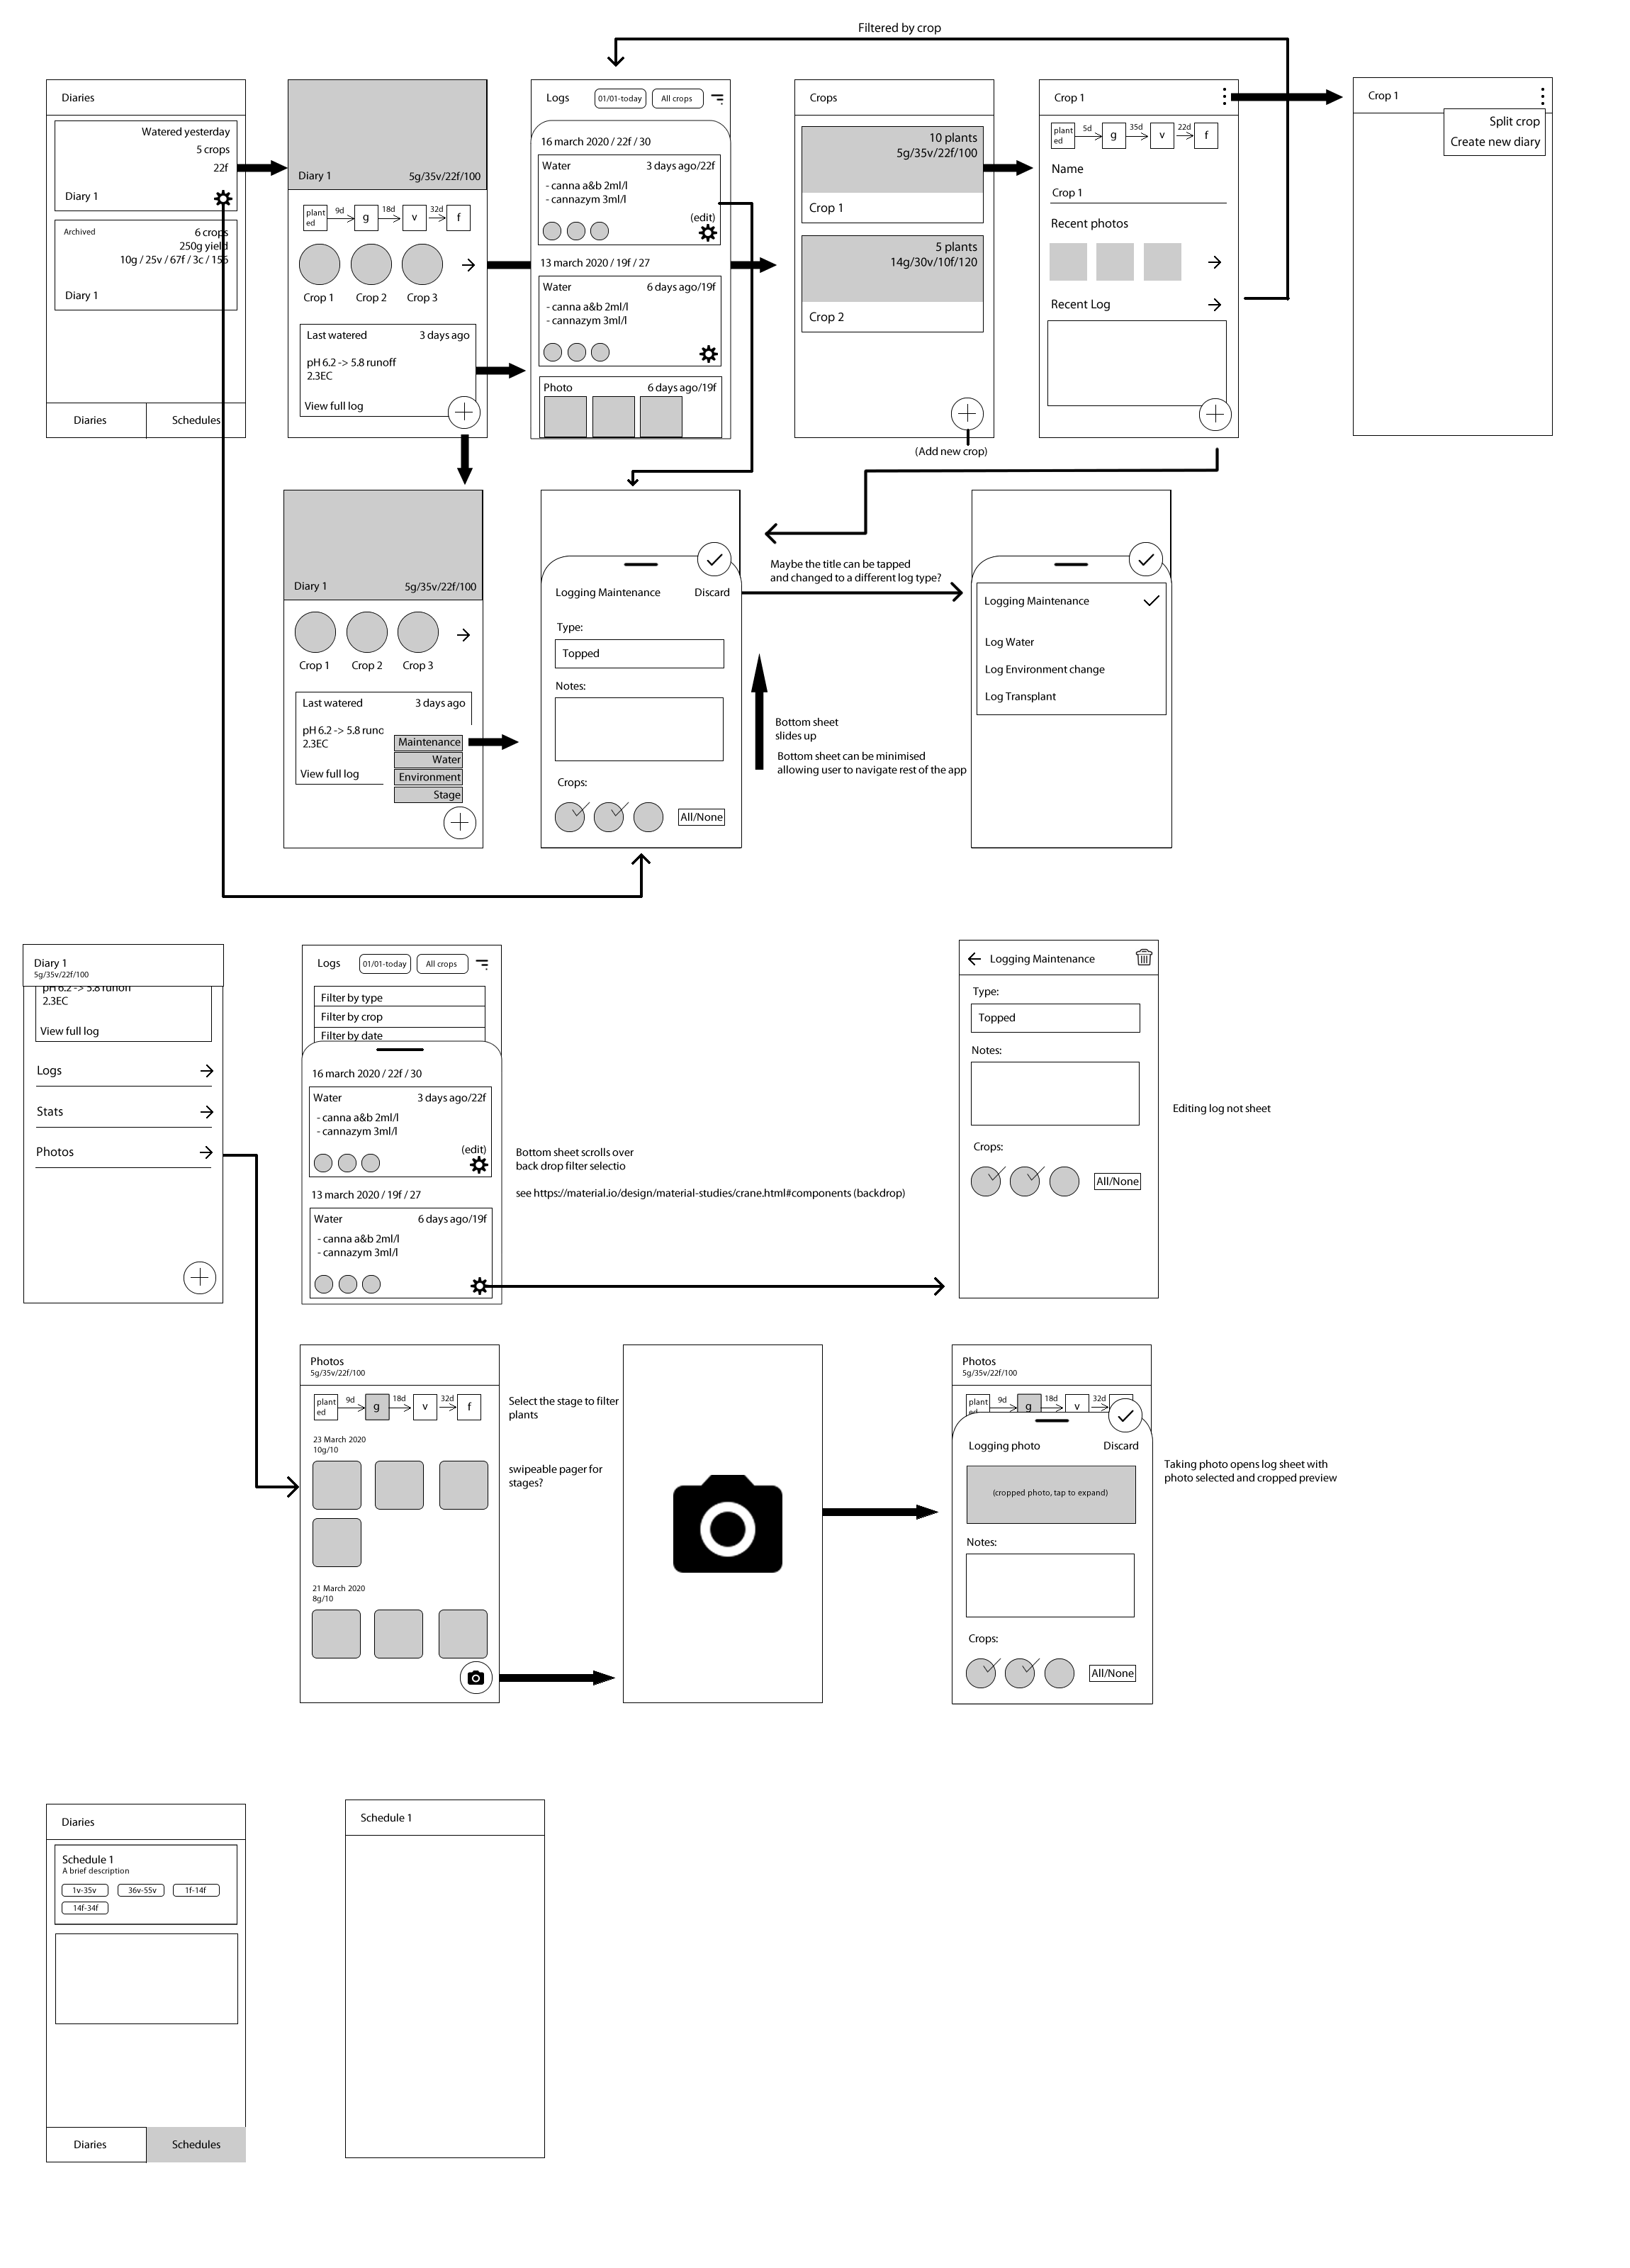 Filtered by crop
Diaries
Watered yesterday
5 crops
22f
Diary 1
Archived
6 crops
250g yield
10g / 25v / 67f / 3c / 156
Diary 1
Diaries
Schedules
Diary 1
5g/35v/22f/100
plant
ed
9d
g
18d
v
32d
f
Crop 1
Crop 2
Crop 3
Last watered
3 days ago
pH 6.2 -> 5.8 runoff
2.3EC
View full log
Logs
01/01-today
All crops
16 march 2020 / 22f / 30
Water
3 days ago/22f
- canna a&b 2ml/l
- cannazym 3ml/l
(edit)
13 march 2020 / 19f / 27
Water
6 days ago/19f
- canna a&b 2ml/l
- cannazym 3ml/l
Photo
6 days ago/19f
Crops
10 plants
5g/35v/22f/100
Crop 1
5 plants
14g/30v/10f/120
Crop 2
(Add new crop)
Crop 1
plant
ed
5d
g
35d
v
22d
f
Name
Crop 1
Recent photos
Recent Log
Crop 1
Split crop
Create new diary
Diary 1
5g/35v/22f/100
Crop 1
Crop 2
Crop 3
Last watered
3 days ago
pH 6.2 -> 5.8 runc
2.3EC
View full log
Maintenance
Water
Environment
Stage
Logging Maintenance
Discard
Type:
Topped
Notes:
Crops:
All/None
Maybe the title can be tapped
and changed to a different log type?
Bottom sheet
slides up
Bottom sheet can be minimised
allowing user to navigate rest of the app
Logging Maintenance
Log Water
Log Environment change
Log Transplant
Diary 1
5g/35v/22f/100
pH 6.2 -> 5.8 runoff
2.3EC
View full log
Logs
Stats
Photos
Logs
01/01-today
All crops
Filter by type
Filter by crop
Filter by date
16 march 2020 / 22f / 30
Water
3 days ago/22f
- canna a&b 2ml/l
- cannazym 3ml/l
(edit)
13 march 2020 / 19f / 27
Water
6 days ago/19f
- canna a&b 2ml/l
- cannazym 3ml/l
Bottom sheet scrolls over
back drop filter selectio
see https://material.io/design/material-studies/crane.html#components (backdrop)
Logging Maintenance
Type:
Topped
Notes:
Crops:
All/None
Editing log not sheet
Photos
5g/35v/22f/100
plant
ed
9d
g
18d
v
32d
f
23 March 2020
10g/10
21 March 2020
8g/10
Select the stage to filter
plants
swipeable pager for
stages?
Photos
5g/35v/22f/100
plant
ed
9d
g
18d
v
32d
Logging photo
Discard
(cropped photo, tap to expand)
Notes:
Crops:
All/None
Taking photo opens log sheet with
photo selected and cropped preview
Diaries
Schedule 1
A brief description
1v-35v
36v-55v
1f-14f
14f-34f
Diaries
Schedules
Schedule 1